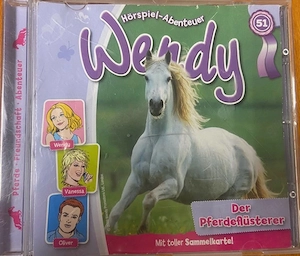 Hörspiel-Abenteuer
Wendy
51
Pferde · Freundschaft · Abenteuer
Wendy
Vanessa
Oliver
Der
Pferdeflüsterer
Mit toller Sammelkarte!